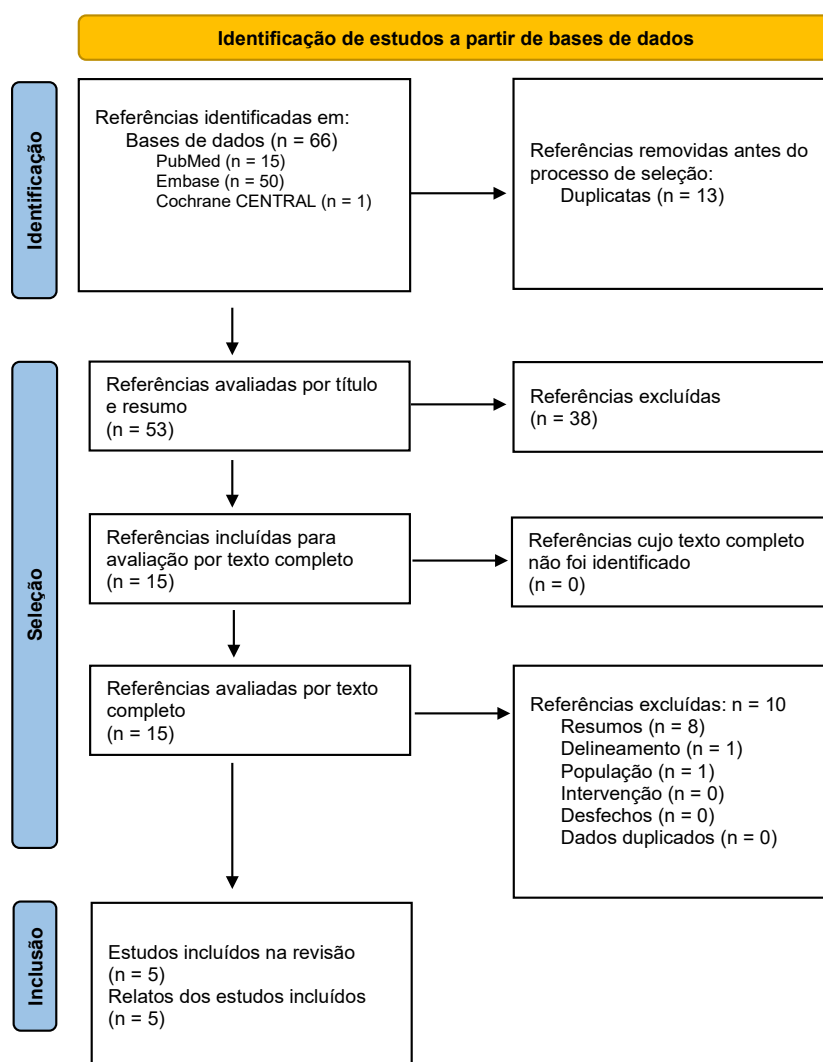 Identificação de estudos a partir de bases de dados
Identificação
Referências identificadas em:
Bases de dados (n = 66)
PubMed (n = 15)
Embase (n = 50)
Cochrane CENTRAL (n = 1)
Referências removidas antes do
processo de seleção:
Duplicatas (n = 13)
Seleção
Referências avaliadas por título
e resumo
(n = 53)
Referências excluídas
(n = 38)
Referências incluídas para
avaliação por texto completo
(n = 15)
Referências cujo texto completo
não foi identificado
(n = 0)
Referências avaliadas por texto
completo
(n = 15)
Referências excluídas: n = 10
Resumos (n = 8)
Delineamento (n = 1)
População (n = 1)
Intervenção (n = 0)
Desfechos (n = 0)
Dados duplicados (n = 0)
Inclusão
Estudos incluídos na revisão
(n = 5)
Relatos dos estudos incluídos
(n = 5)